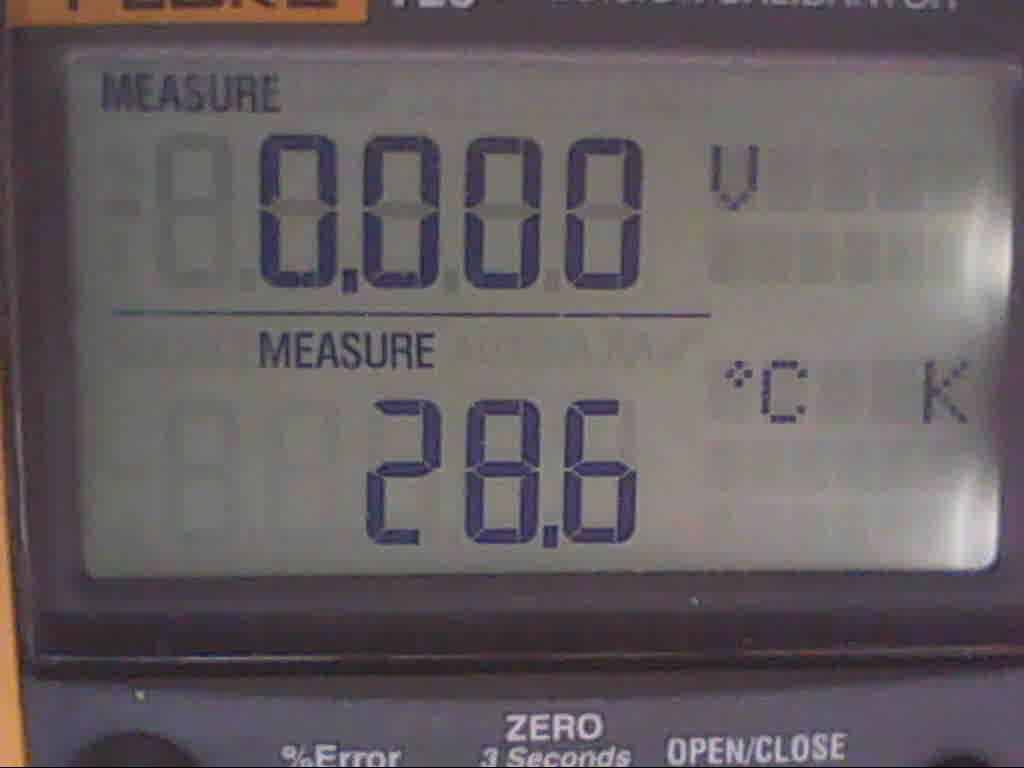 MEASURE
0.000 V
MEASURE
28.6 °C K
ZERO
%Error 3 Seconds OPEN/CLOSE